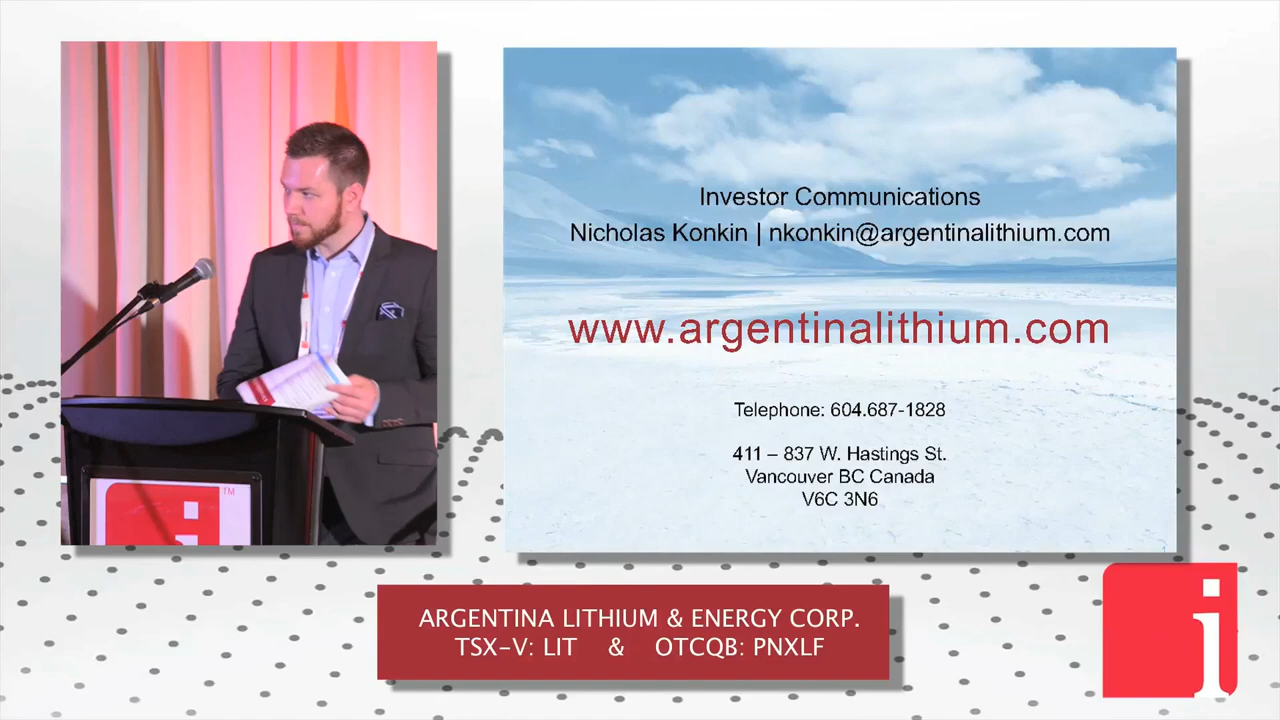 Investor Communications
Nicholas Konkin | nkonkin@argentinalithium.com
www.argentinalithium.com
Telephone: 604.687-1828
411 – 837 W. Hastings St.
Vancouver BC Canada
V6C 3N6
TM
i
ARGENTINA LITHIUM & ENERGY CORP.
TSX-V: LIT & OTCQB: PNXLF
i